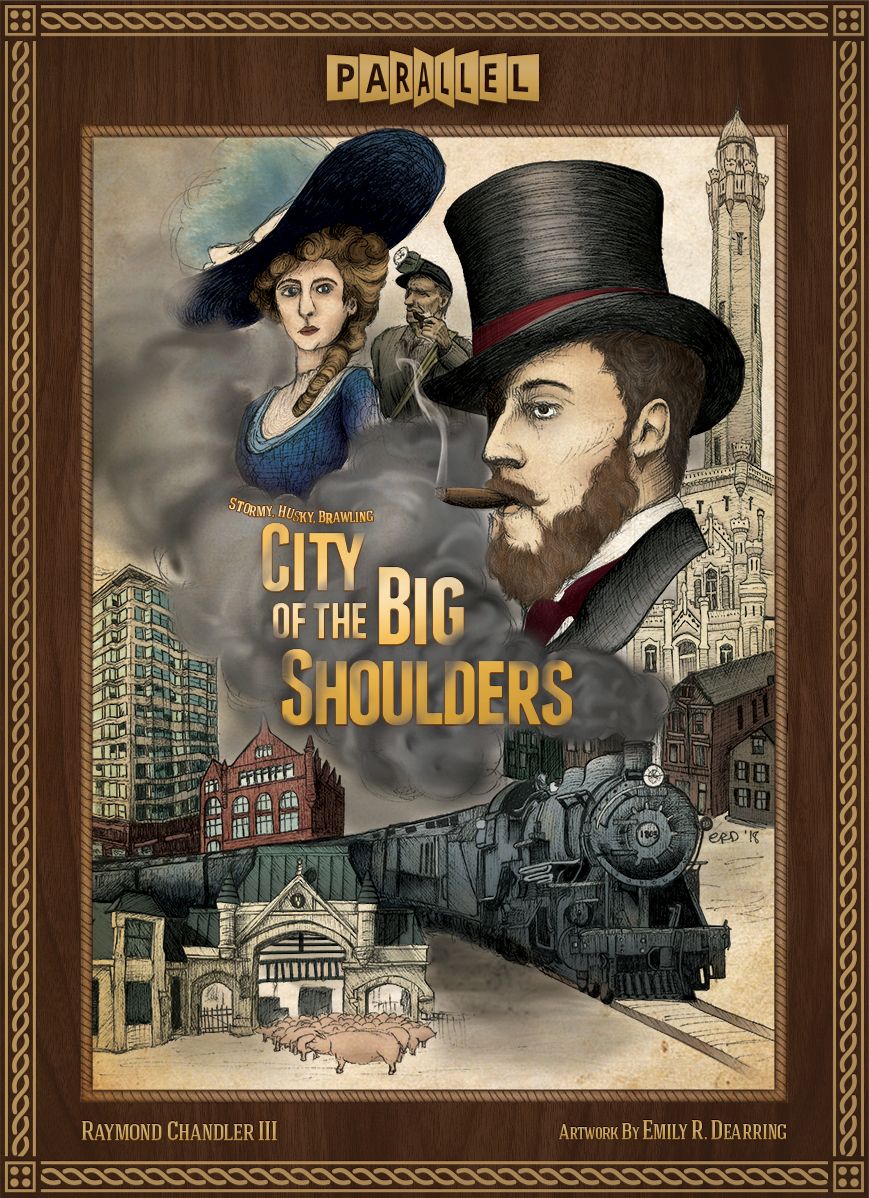 PARALLEL
STORMY, HUSKY, BRAWLING
CITY
OF THE BIG
SHOULDERS
ERD '18
RAYMOND CHANDLER III
ARTWORK BY EMILY R. DEARRING